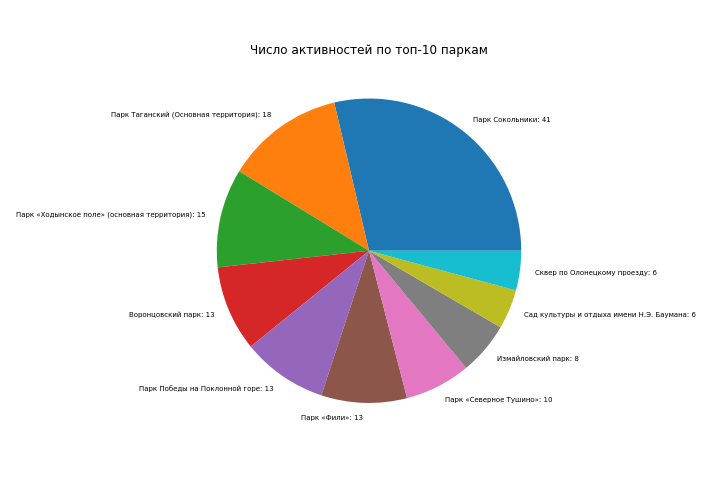 Число активностей по топ-10 паркам
Парк Сокольники: 41
Парк Таганский (Основная территория): 18
Парк «Ходынское поле» (основная территория): 15
Воронцовский парк: 13
Парк Победы на Поклонной горе: 13
Парк «Фили»: 13
Парк «Северное Тушино»: 10
Измайловский парк: 8
Сад культуры и отдыха имени Н.Э. Баумана: 6
Сквер по Олонецкому проезду: 6